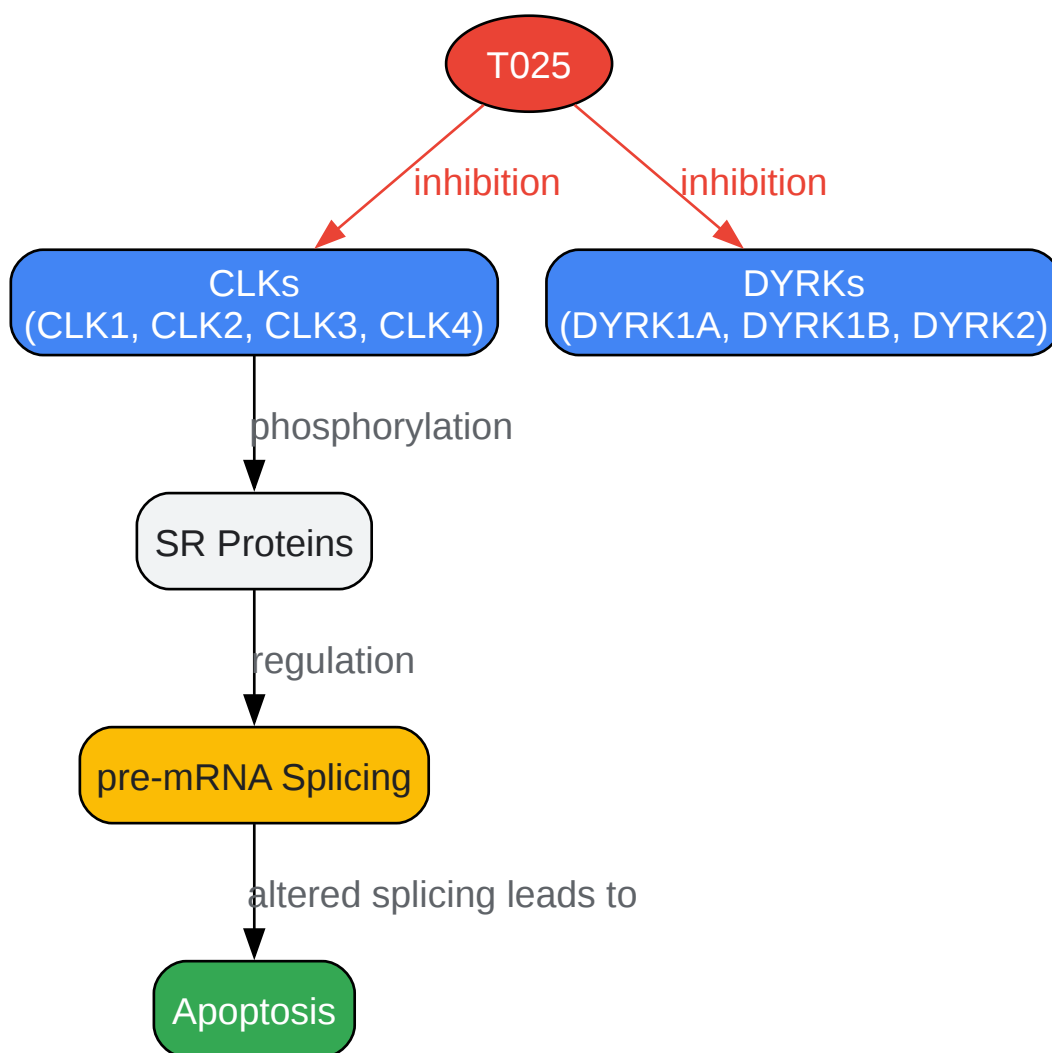 T025
inhibition
inhibition
CLKs
(CLK1, CLK2, CLK3, CLK4)
DYRKs
(DYRK1A, DYRK1B, DYRK2)
phosphorylation
SR Proteins
regulation
pre-mRNA Splicing
altered splicing leads to
Apoptosis